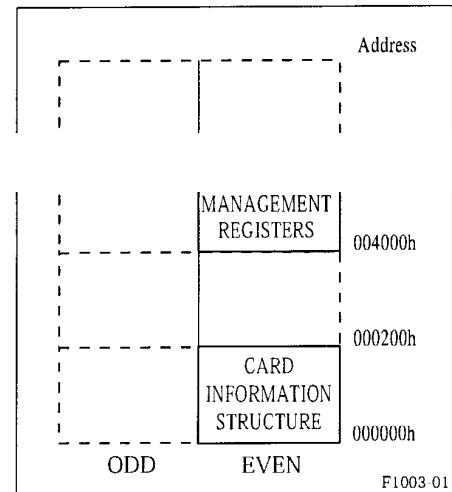 Address
MANAGEMENT
REGISTERS
004000h
000200h
CARD
INFORMATION
STRUCTURE
000000h
ODD EVEN
F1003-01